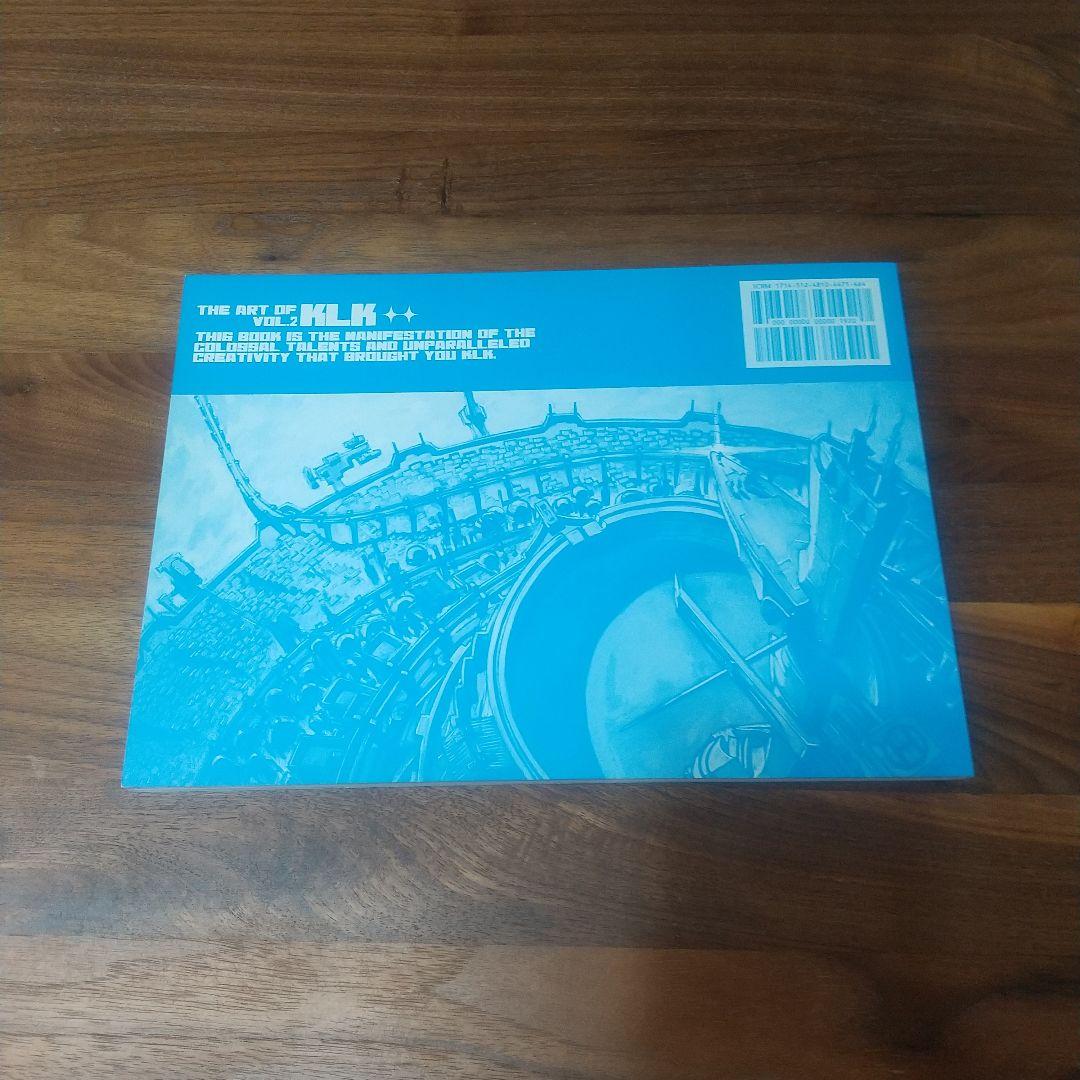 THE ART OF
VOL.2 KLK
THIS BOOK IS THE MANIFESTATION OF THE
COLOSSAL TALENTS AND UNPARALLELED
CREATIVITY THAT BROUGHT YOU KLK.